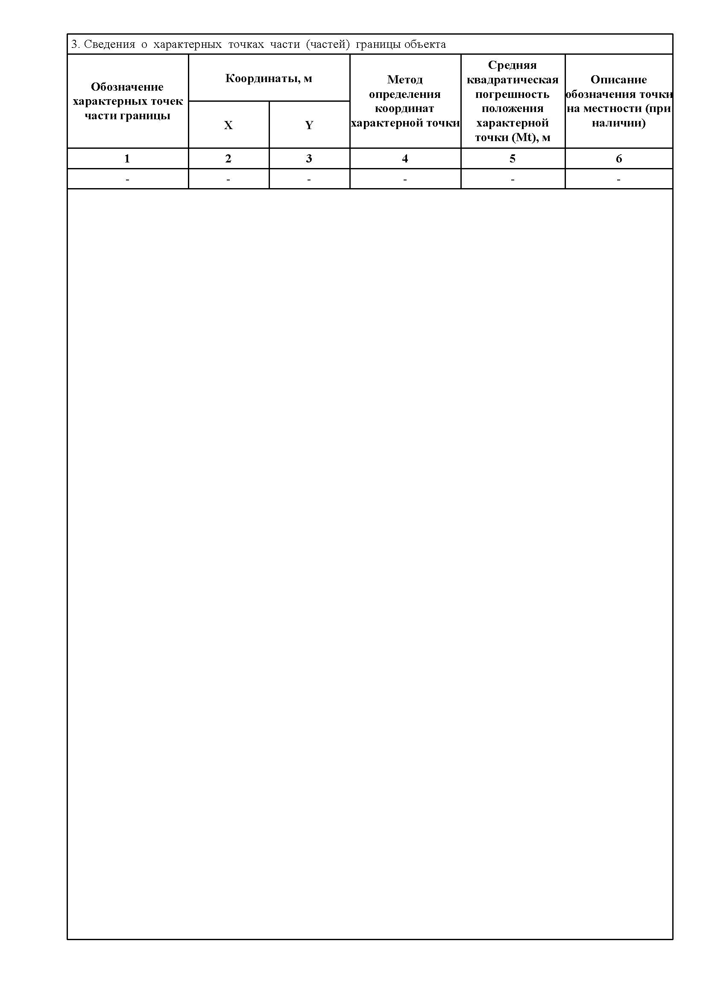 3. Сведения о характерных точках части (частей) границы объекта
Обозначение
характерных точек
части границы
Координаты, м
X
Y
Метод
определения
координат
характерной точки
Средняя
квадратическая
погрешность
положения
характерной
точки (Mt), м
Описание
обозначения точки
на местности (при
наличии)
1
2
3
4
5
6
-
-
-
-
-
-